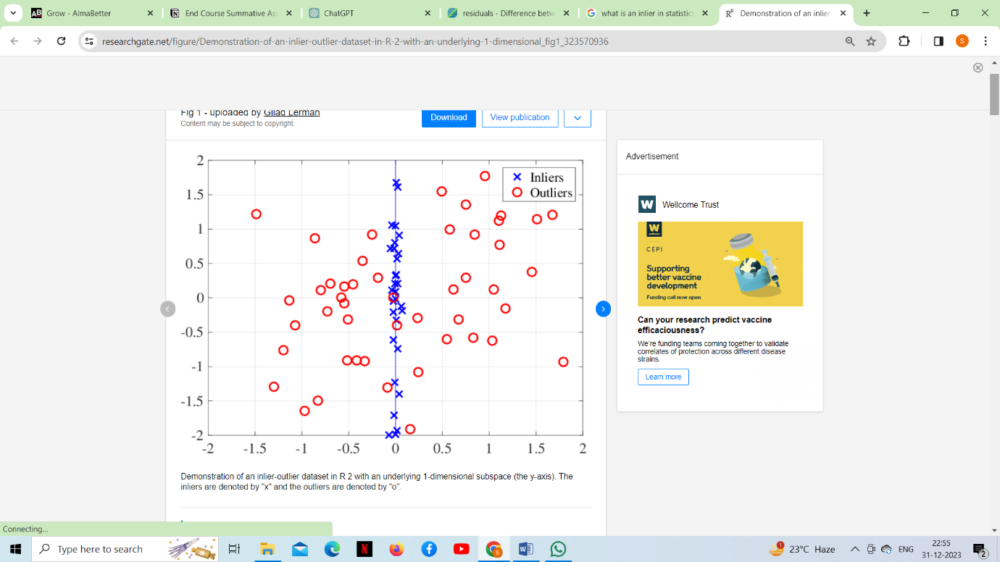 Grow - AlmaBetter
End Course Summative Ass
ChatGPT
residuals - Difference betw
what is an inlier in statistic
Demonstration of an inlier
researchgate.net/figure/Demonstration-of-an-inlier-outlier-dataset-in-R-2-with-an-underlying-1-dimensional_fig1_323570936
S
Fig 1 - uploaded by Gilad Lerman
Content may be subject to copyright.
Download
View publication
2
1.5
1
0.5
0
-0.5
-1
-1.5
-2
-2 -1.5 -1 -0.5 0 0.5 1 1.5 2
Inliers
Outliers
Demonstration of an inlier-outlier dataset in R 2 with an underlying 1-dimensional subspace (the y-axis). The
inliers are denoted by "x" and the outliers are denoted by "o".
Advertisement
W
Wellcome Trust
W
CEPI
Supporting
better vaccine
development
Funding call now open
Can your research predict vaccine
efficaciousness?
We're funding teams coming together to validate
correlates of protection across different disease
strains.
Learn more
Connecting...
Type here to search
1
23°C Haze
ENG
22:55
31-12-2023
2